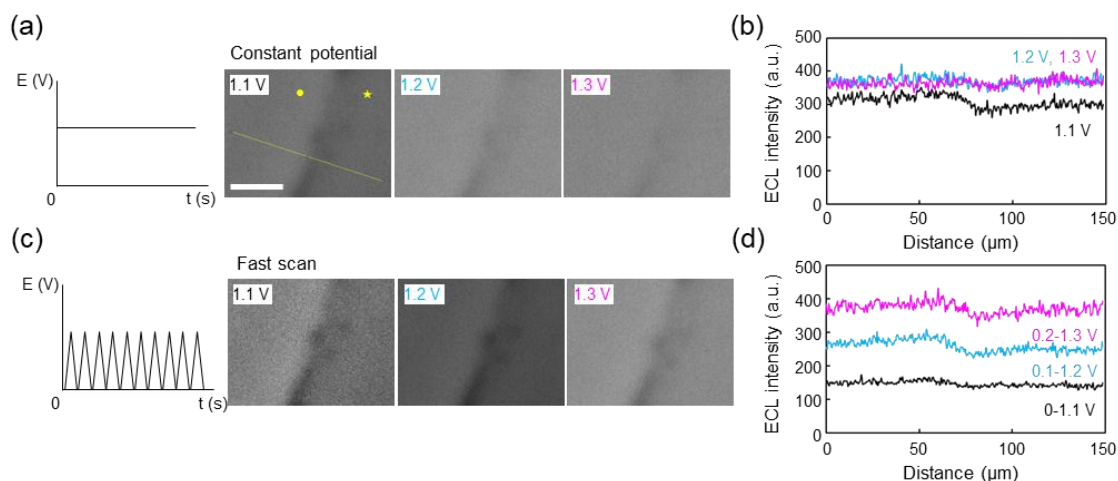 (a)
Constant potential
E (V)
0
t (s)
1.1 V
1.2 V
1.3 V
(b)
ECL intensity (a.u.)
500
400
300
200
100
0
1.2 V, 1.3 V
1.1 V
0 50 100 150
Distance (µm)
(c)
Fast scan
E (V)
0
t (s)
1.1 V
1.2 V
1.3 V
(d)
ECL intensity (a.u.)
500
400
300
200
100
0
0.2-1.3 V
0.1-1.2 V
0-1.1 V
0 50 100 150
Distance (µm)